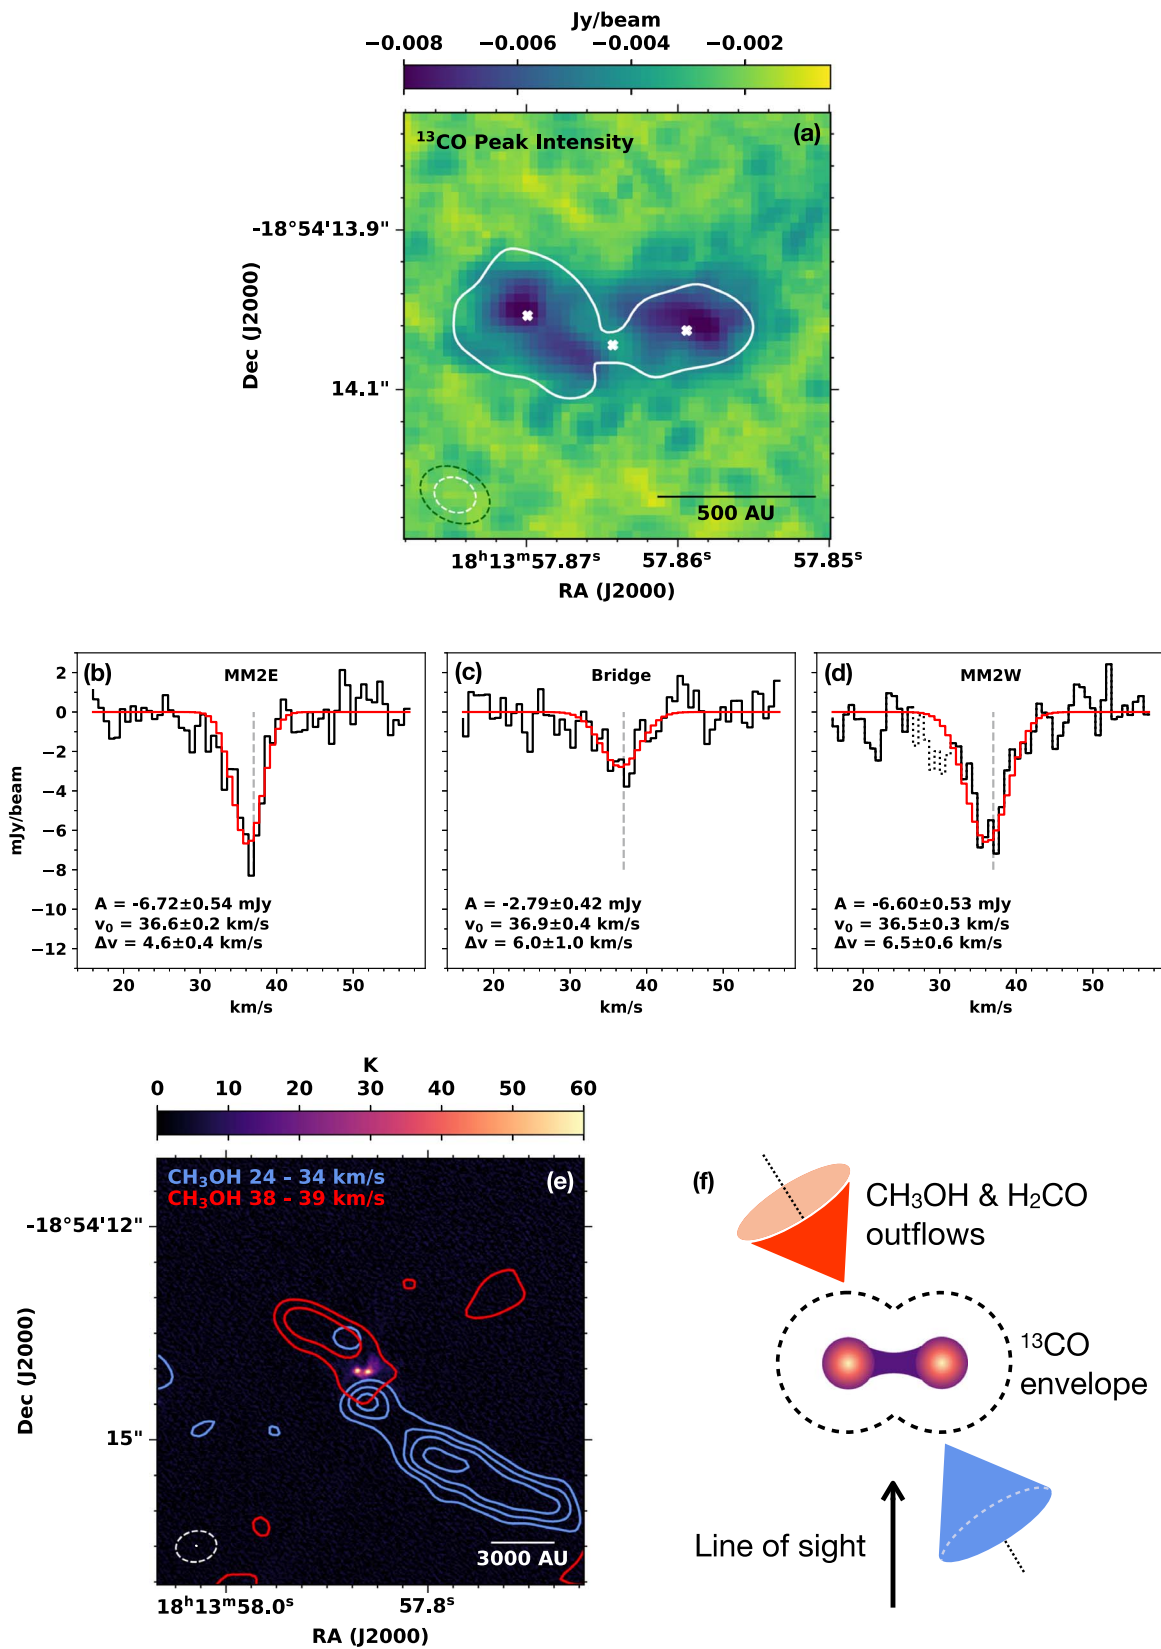 Jy/beam
−0.008 −0.006 −0.004 −0.002
¹³CO Peak Intensity (a)
-18°54'13.9"
14.1"
Dec (J2000)
500 AU
18ʰ13ᵐ57.87ˢ 57.86ˢ 57.85ˢ
RA (J2000)
(b) MM2E
2
0
−2
−4
−6
−8
−10
−12
mJy/beam
A = -6.72±0.54 mJy
v₀ = 36.6±0.2 km/s
Δv = 4.6±0.4 km/s
20 30 40 50
km/s
(c) Bridge
A = -2.79±0.42 mJy
v₀ = 36.9±0.4 km/s
Δv = 6.0±1.0 km/s
20 30 40 50
km/s
(d) MM2W
A = -6.60±0.53 mJy
v₀ = 36.5±0.3 km/s
Δv = 6.5±0.6 km/s
20 30 40 50
km/s
K
0 10 20 30 40 50 60
CH₃OH 24 - 34 km/s (e)
CH₃OH 38 - 39 km/s
-18°54'12"
15"
Dec (J2000)
3000 AU
18ʰ13ᵐ58.0ˢ 57.8ˢ
RA (J2000)
(f)
CH₃OH & H₂CO
outflows
¹³CO
envelope
Line of sight